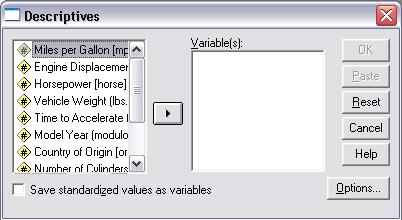 Descriptives
Variable(s):
Miles per Gallon [mp
Engine Displacemen
Horsepower [horse]
Vehicle Weight (lbs.
Time to Accelerate f
Model Year (modulo
Country of Origin [or
Number of Cylinders
OK
Paste
Reset
Cancel
Help
Save standardized values as variables
Options...